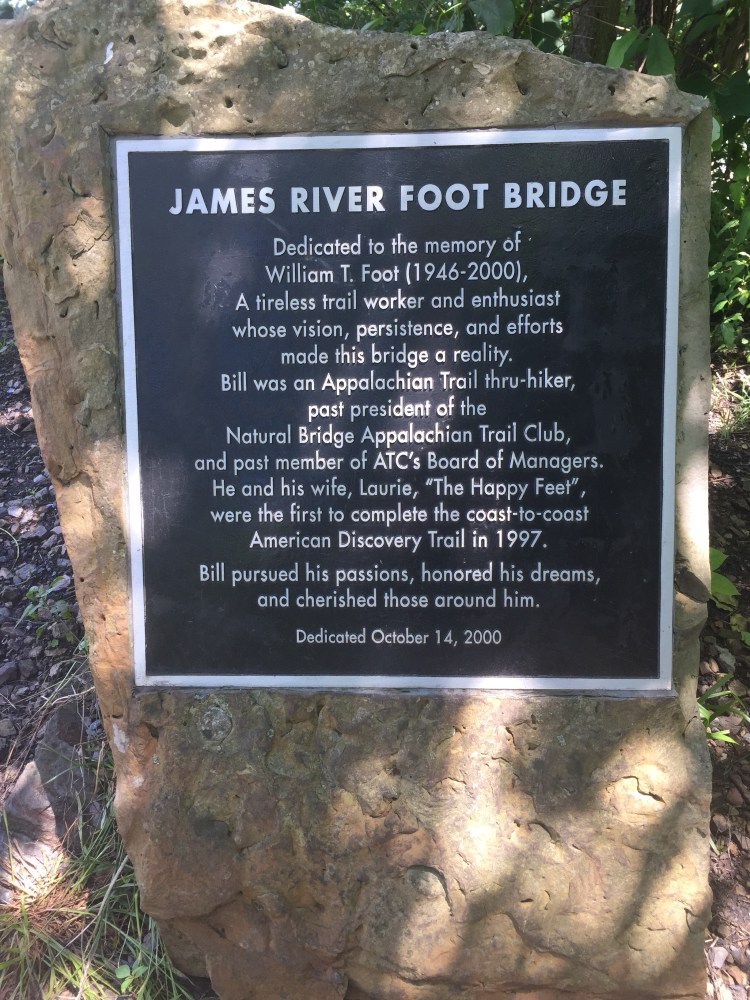 JAMES RIVER FOOT BRIDGE
Dedicated to the memory of
William T. Foot (1946-2000),
A tireless trail worker and enthusiast
whose vision, persistence, and efforts
made this bridge a reality.
Bill was an Appalachian Trail thru-hiker,
past president of the
Natural Bridge Appalachian Trail Club,
and past member of ATC's Board of Managers.
He and his wife, Laurie, "The Happy Feet",
were the first to complete the coast-to-coast
American Discovery Trail in 1997.
Bill pursued his passions, honored his dreams,
and cherished those around him.
Dedicated October 14, 2000